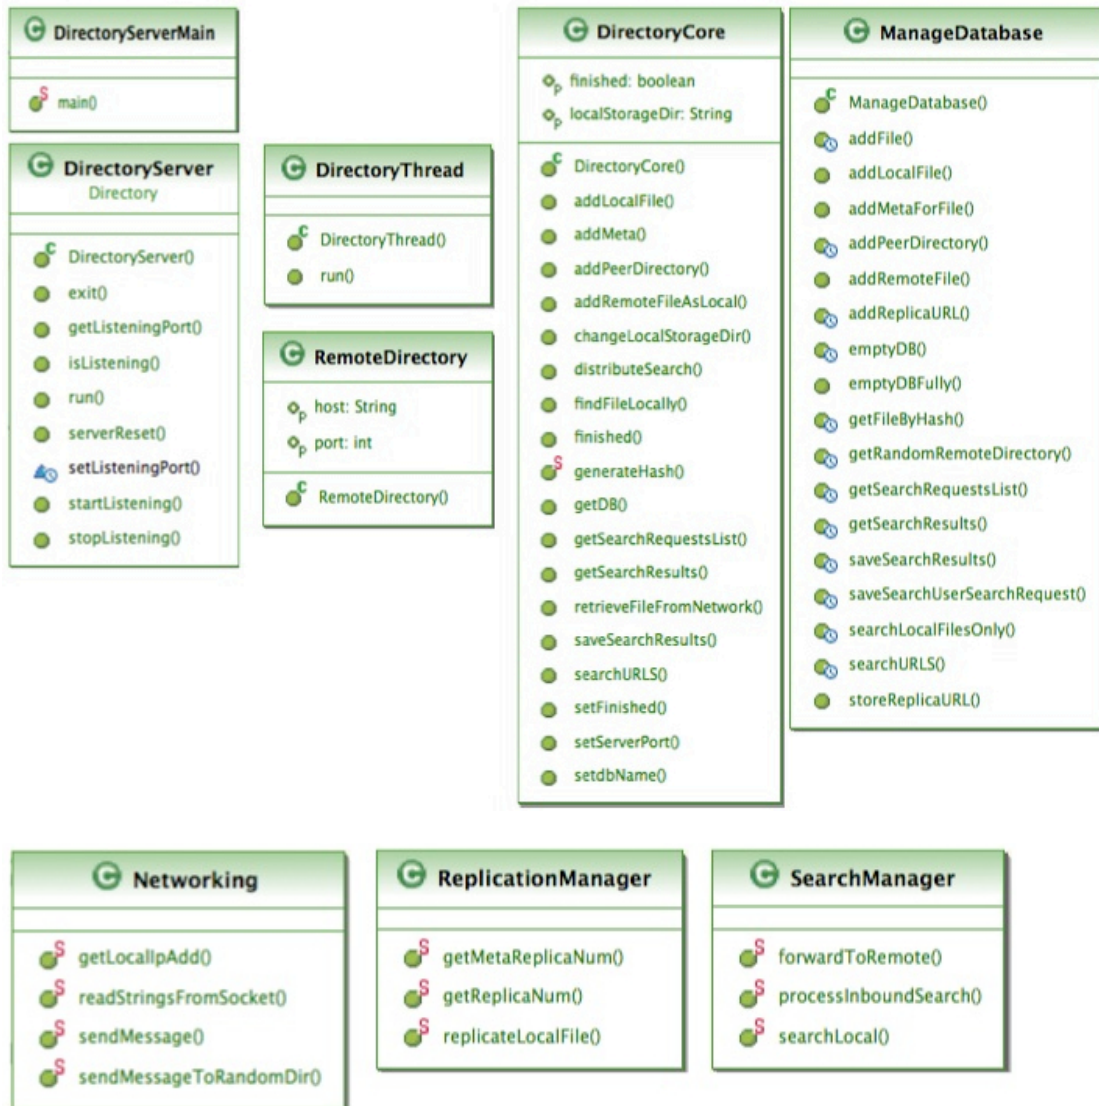 DirectoryServerMain
main()
DirectoryServer
Directory
DirectoryServer()
exit()
getListeningPort()
isListening()
run()
serverReset()
setListeningPort()
startListening()
stopListening()
DirectoryThread
DirectoryThread()
run()
RemoteDirectory
host: String
port: int
RemoteDirectory()
DirectoryCore
finished: boolean
localStorageDir: String
DirectoryCore()
addLocalFile()
addMeta()
addPeerDirectory()
addRemoteFileAsLocal()
changeLocalStorageDir()
distributeSearch()
findFileLocally()
finished()
generateHash()
getDB()
getSearchRequestsList()
getSearchResults()
retrieveFileFromNetwork()
saveSearchResults()
searchURLS()
setFinished()
setServerPort()
setdbName()
ManageDatabase
ManageDatabase()
addFile()
addLocalFile()
addMetaForFile()
addPeerDirectory()
addRemoteFile()
addReplicaURL()
emptyDB()
emptyDBFully()
getFileByHash()
getRandomRemoteDirectory()
getSearchRequestsList()
getSearchResults()
saveSearchResults()
saveSearchUserSearchRequest()
searchLocalFilesOnly()
searchURLS()
storeReplicaURL()
Networking
getLocalIpAdd()
readStringsFromSocket()
sendMessage()
sendMessageToRandomDir()
ReplicationManager
getMetaReplicaNum()
getReplicaNum()
replicateLocalFile()
SearchManager
forwardToRemote()
processInboundSearch()
searchLocal()